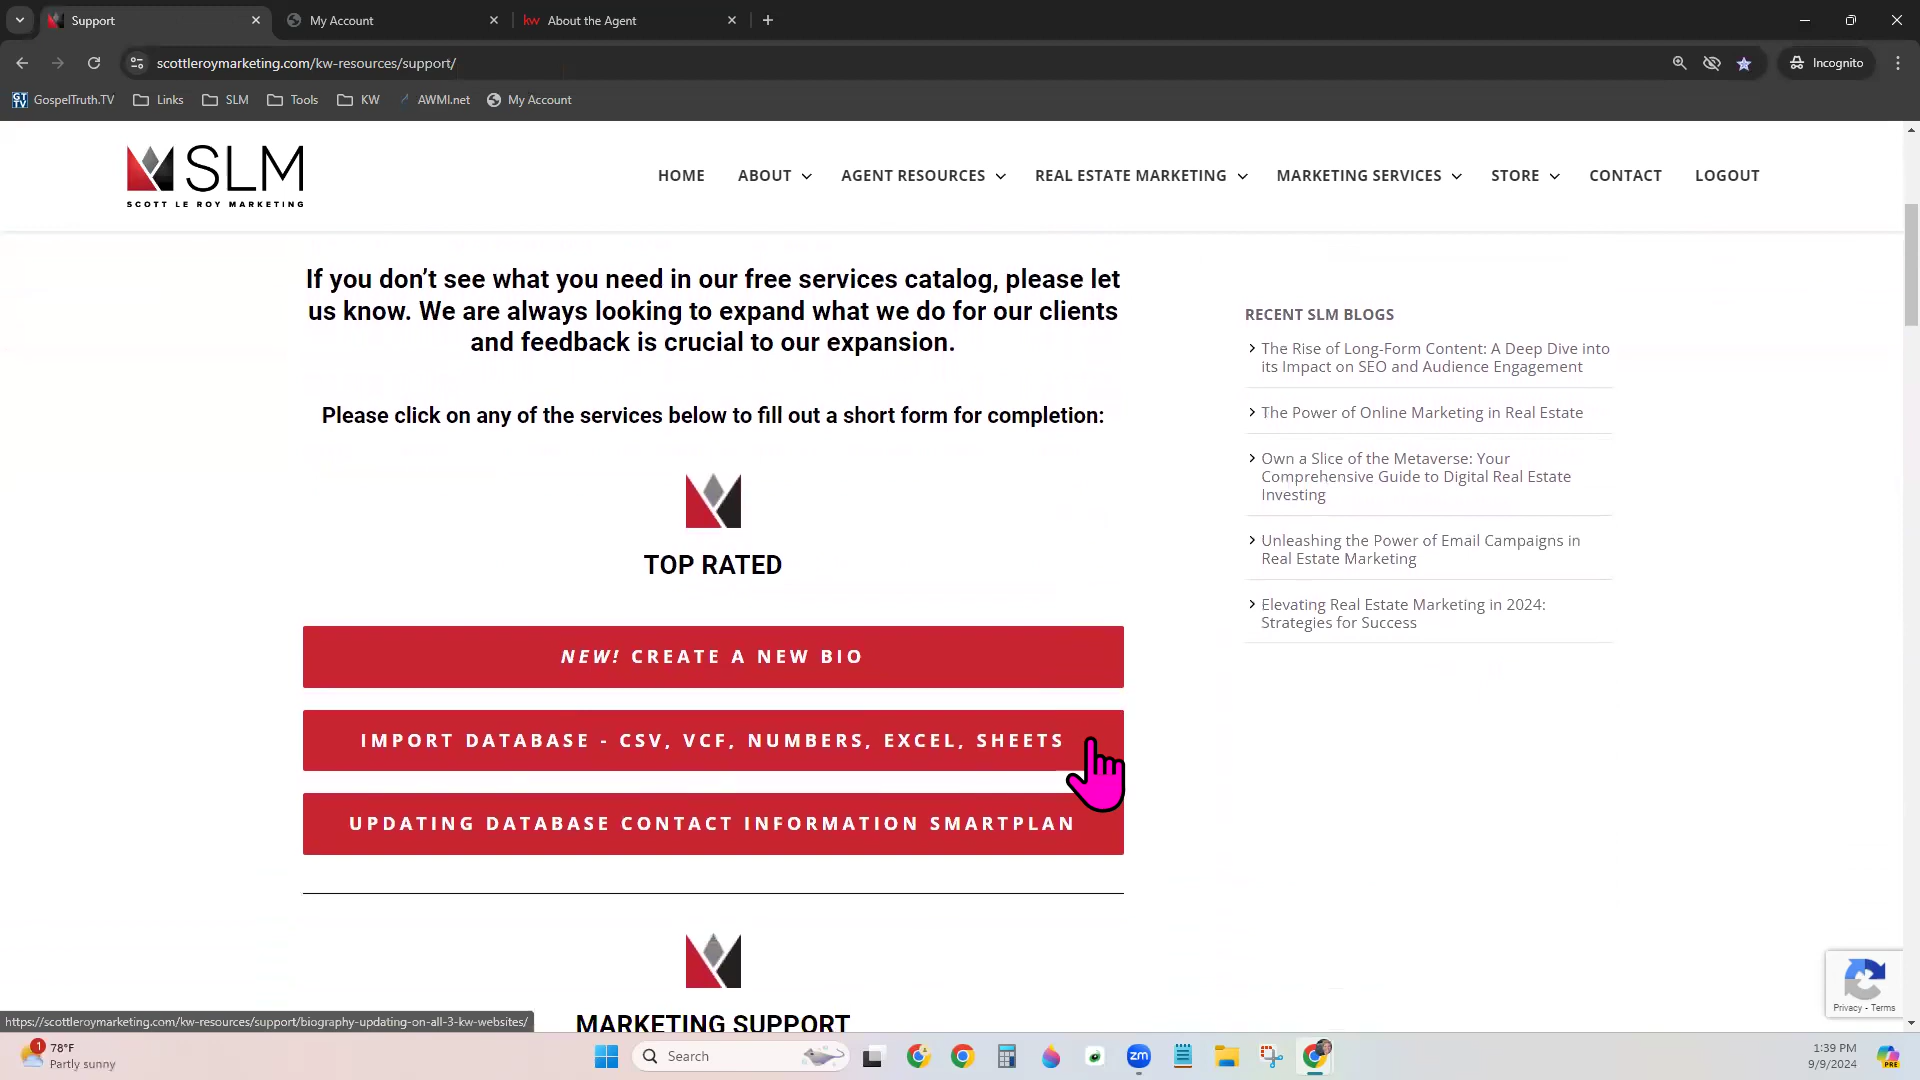 Support
My Account
kw About the Agent
scottleroymarketing.com/kw-resources/support/
Incognito
GT TV GospelTruth.TV
Links
SLM
Tools
KW
AWMI.net
My Account
SLM
SCOTT LE ROY MARKETING
HOME
ABOUT
AGENT RESOURCES
REAL ESTATE MARKETING
MARKETING SERVICES
STORE
CONTACT
LOGOUT
If you don’t see what you need in our free services catalog, please let
us know. We are always looking to expand what we do for our clients
and feedback is crucial to our expansion.
Please click on any of the services below to fill out a short form for completion:
TOP RATED
NEW! CREATE A NEW BIO
IMPORT DATABASE - CSV, VCF, NUMBERS, EXCEL, SHEETS
UPDATING DATABASE CONTACT INFORMATION SMARTPLAN
MARKETING SUPPORT
RECENT SLM BLOGS
The Rise of Long-Form Content: A Deep Dive into
its Impact on SEO and Audience Engagement
The Power of Online Marketing in Real Estate
Own a Slice of the Metaverse: Your
Comprehensive Guide to Digital Real Estate
Investing
Unleashing the Power of Email Campaigns in
Real Estate Marketing
Elevating Real Estate Marketing in 2024:
Strategies for Success
Privacy - Terms
https://scottleroymarketing.com/kw-resources/support/biography-updating-on-all-3-kw-websites/
1
78°F
Partly sunny
Search
zm
1:39 PM
9/9/2024
PRE